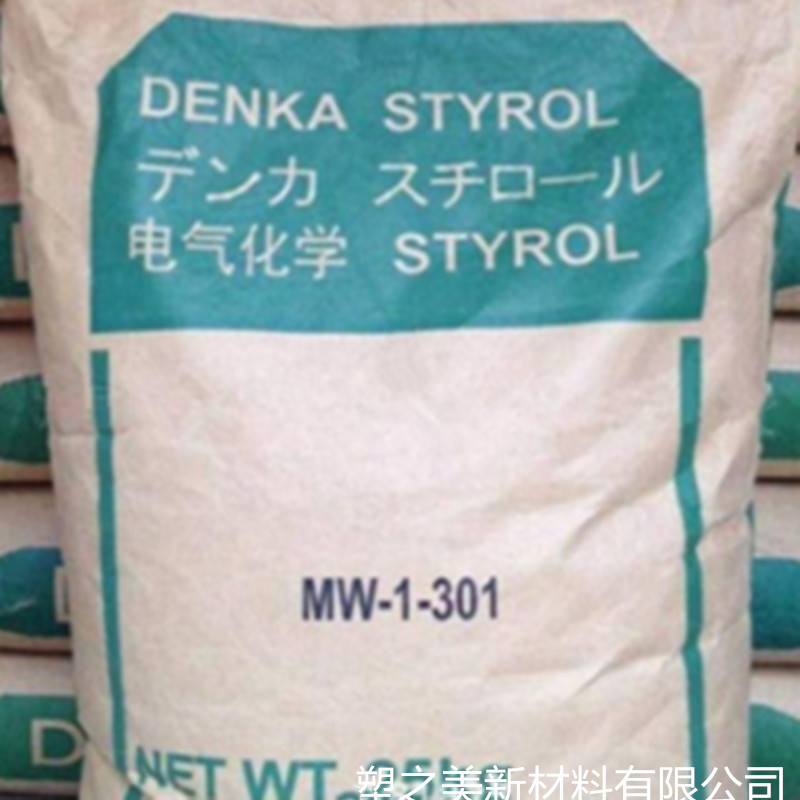 DENKA STYROL
デンカ スチロール
电气化学 STYROL
MW-1-301
NET WT.
塑之美新材料有限公司
D